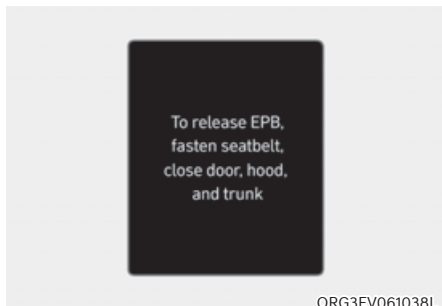 To release EPB,
fasten seatbelt,
close door, hood,
and trunk
ORG3EV061038L